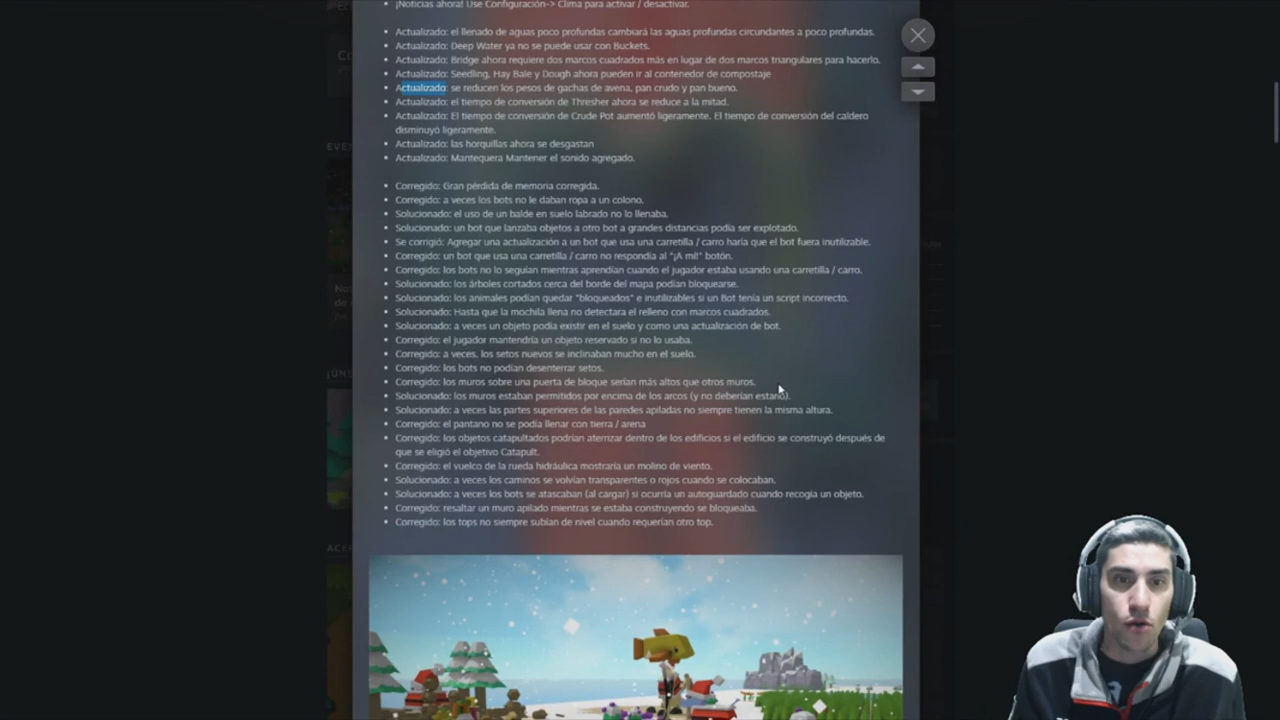 ¡Noticias ahora! Use Configuración-> Clima para activar / desactivar.
Actualizado: el llenado de aguas poco profundas cambiará las aguas profundas circundantes a poco profundas.
Actualizado: Deep Water ya no se puede usar con Buckets.
Actualizado: Bridge ahora requiere dos marcos cuadrados más en lugar de dos marcos triangulares para hacerlo.
Actualizado: Seedling, Hay Bale y Dough ahora pueden ir al contenedor de compostaje
Actualizado: se reducen los pesos de gachas de avena, pan crudo y pan bueno.
Actualizado: el tiempo de conversión de Thresher ahora se reduce a la mitad.
Actualizado: El tiempo de conversión de Crude Pot aumentó ligeramente. El tiempo de conversión del caldero
disminuyó ligeramente.
Actualizado: las horquillas ahora se desgastan
Actualizado: Mantequera Mantener el sonido agregado.
Corregido: Gran pérdida de memoria corregida.
Corregido: a veces los bots no le daban ropa a un colono.
Solucionado: el uso de un balde en suelo labrado no lo llenaba.
Solucionado: un bot que lanzaba objetos a otro bot a grandes distancias podía ser explotado.
Se corrigió: Agregar una actualización a un bot que usa una carretilla / carro haría que el bot fuera inutilizable.
Corregido: un bot que usa una carretilla / carro no respondía al "¡A mí!" botón.
Corregido: los bots no lo seguían mientras aprendían cuando el jugador estaba usando una carretilla / carro.
Solucionado: los árboles cortados cerca del borde del mapa podían bloquearse.
Solucionado: los animales podían quedar "bloqueados" e inutilizables si un Bot tenía un script incorrecto.
Solucionado: Hasta que la mochila llena no detectara el relleno con marcos cuadrados.
Solucionado: a veces un objeto podía existir en el suelo y como una actualización de bot.
Corregido: el jugador mantendría un objeto reservado si no lo usaba.
Corregido: a veces, los setos nuevos se inclinaban mucho en el suelo.
Corregido: los bots no podían desenterrar setos.
Corregido: los muros sobre una puerta de bloque serían más altos que otros muros.
Solucionado: los muros estaban permitidos por encima de los arcos (y no deberían estarlo).
Solucionado: a veces las partes superiores de las paredes apiladas no siempre tienen la misma altura.
Corregido: el pantano no se podía llenar con tierra / arena
Corregido: los objetos catapultados podrían aterrizar dentro de los edificios si el edificio se construyó después de
que se eligió el objetivo Catapult.
Corregido: el vuelco de la rueda hidráulica mostraría un molino de viento.
Solucionado: a veces los caminos se volvían transparentes o rojos cuando se colocaban.
Solucionado: a veces los bots se atascaban (al cargar) si ocurría un autoguardado cuando recogía un objeto.
Corregido: resaltar un muro apilado mientras se estaba construyendo se bloqueaba.
Corregido: los tops no siempre subían de nivel cuando requerían otro top.